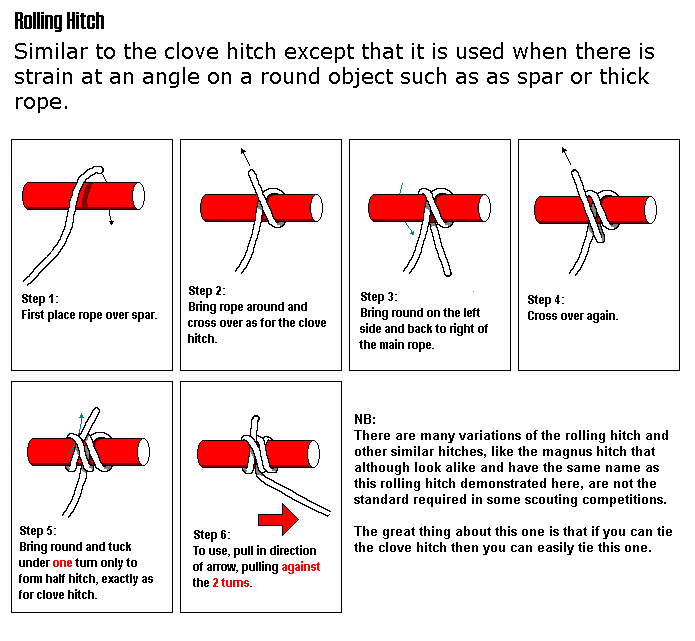 Rolling Hitch
Similar to the clove hitch except that it is used when there is
strain at an angle on a round object such as as spar or thick
rope.
Step 1:
First place rope over spar.
Step 2:
Bring rope around and
cross over as for the clove
hitch.
Step 3:
Bring round on the left
side and back to right of
the main rope.
Step 4:
Cross over again.
Step 5:
Bring round and tuck
under one turn only to
form half hitch, exactly as
for clove hitch.
Step 6:
To use, pull in direction
of arrow, pulling against
the 2 turns.
NB:
There are many variations of the rolling hitch and
other similar hitches, like the magnus hitch that
although look alike and have the same name as
this rolling hitch demonstrated here, are not the
standard required in some scouting competitions.
The great thing about this one is that if you can tie
the clove hitch then you can easily tie this one.